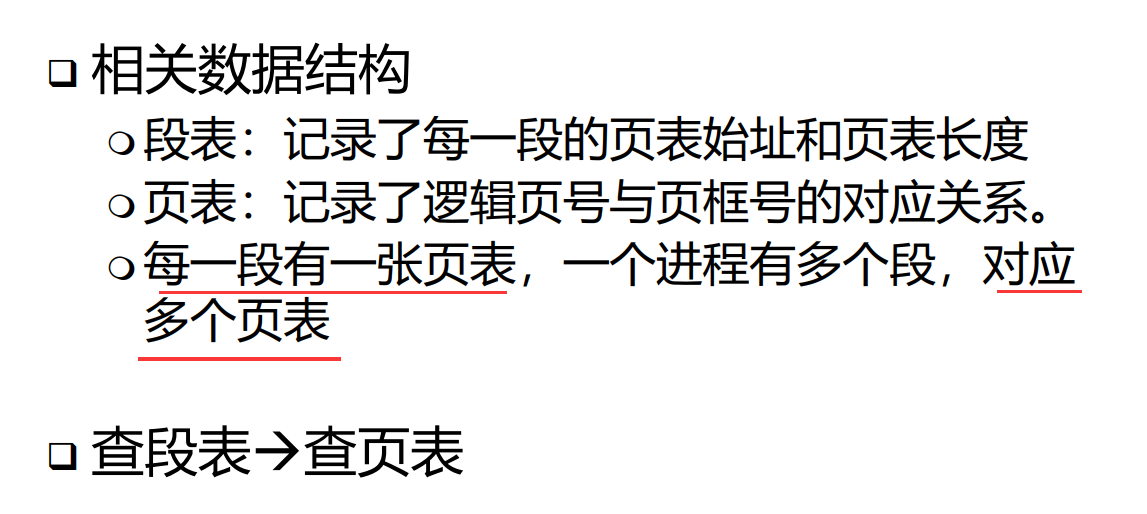 相关数据结构
段表：记录了每一段的页表始址和页表长度
页表：记录了逻辑页号与页框号的对应关系。
每一段有一张页表，一个进程有多个段，对应
多个页表
查段表→查页表